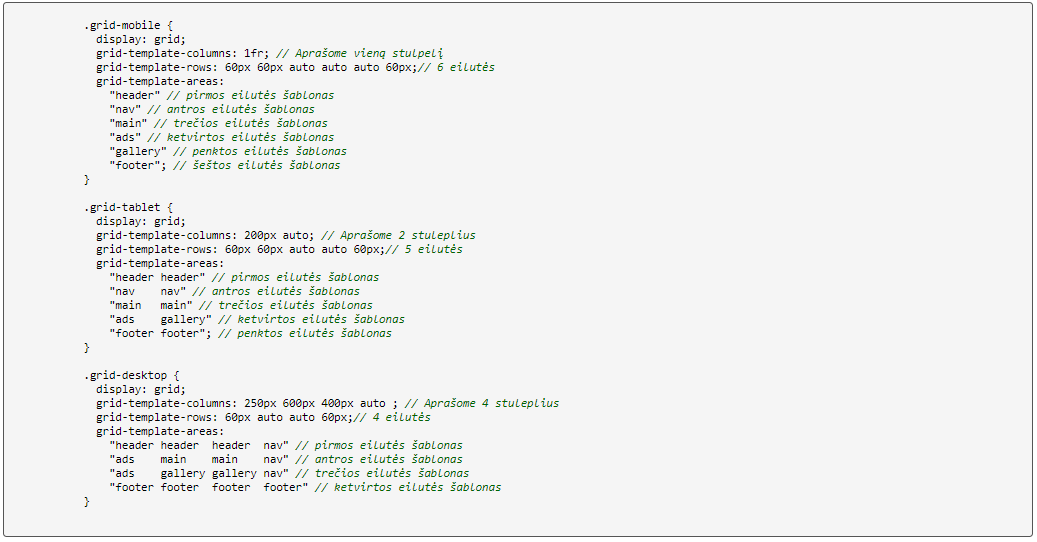 .grid-mobile {
display: grid;
grid-template-columns: 1fr; // Aprašome vieną stulpelį
grid-template-rows: 60px 60px auto auto auto 60px;// 6 eilutės
grid-template-areas:
"header" // pirmos eilutės šablonas
"nav" // antros eilutės šablonas
"main" // trečios eilutės šablonas
"ads" // ketvirtos eilutės šablonas
"gallery" // penktos eilutės šablonas
"footer"; // šeštos eilutės šablonas
}
.grid-tablet {
display: grid;
grid-template-columns: 200px auto; // Aprašome 2 stuleplius
grid-template-rows: 60px 60px auto auto 60px;// 5 eilutės
grid-template-areas:
"header header" // pirmos eilutės šablonas
"nav    nav" // antros eilutės šablonas
"main   main" // trečios eilutės šablonas
"ads    gallery" // ketvirtos eilutės šablonas
"footer footer"; // penktos eilutės šablonas
}
.grid-desktop {
display: grid;
grid-template-columns: 250px 600px 400px auto ; // Aprašome 4 stuleplius
grid-template-rows: 60px auto auto 60px;// 4 eilutės
grid-template-areas:
"header header  header  nav" // pirmos eilutės šablonas
"ads    main    main    nav" // antros eilutės šablonas
"ads    gallery gallery nav" // trečios eilutės šablonas
"footer footer  footer  footer" // ketvirtos eilutės šablonas
}